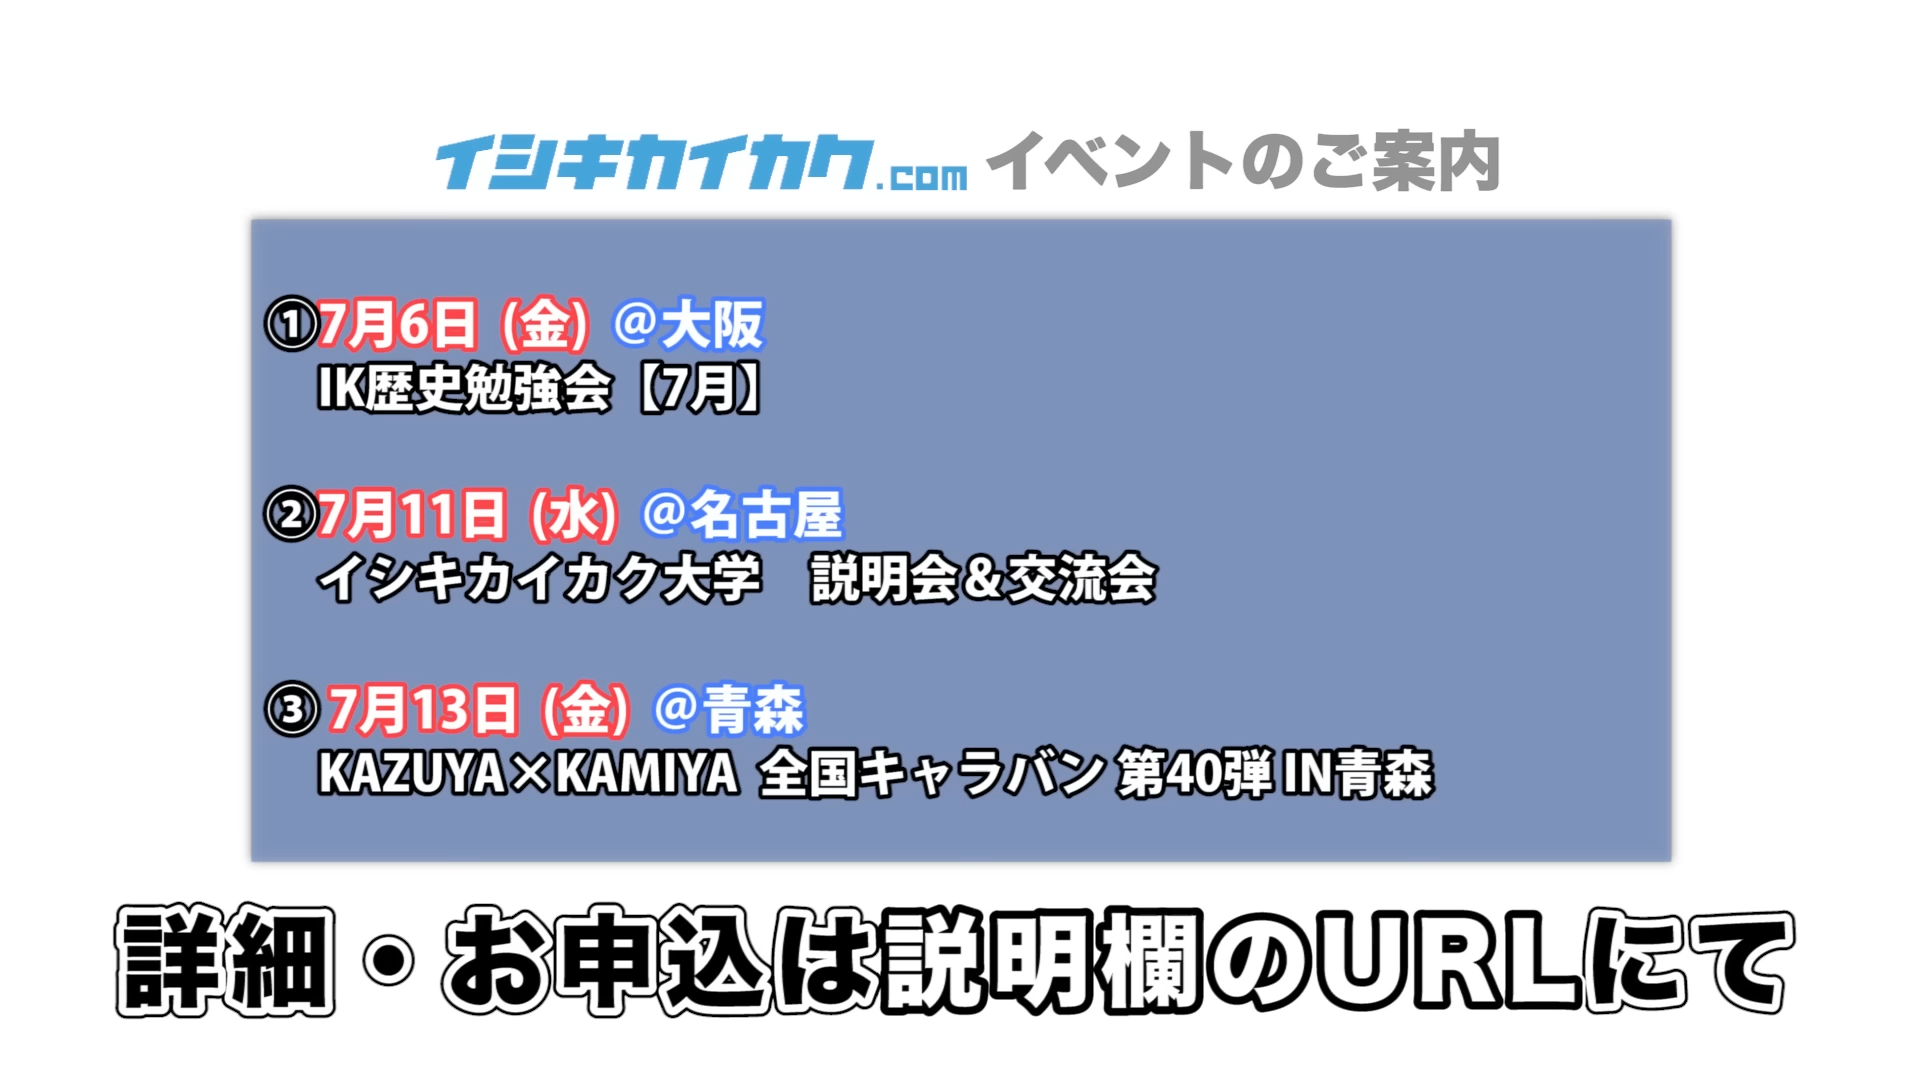 イシキカイカク.com イベントのご案内
①7月6日 (金) @大阪
IK歴史勉強会【7月】
②7月11日 (水) @名古屋
イシキカイカク大学　説明会＆交流会
③7月13日 (金) @青森
KAZUYA×KAMIYA 全国キャラバン 第40弾 IN青森
詳細・お申込は説明欄のURLにて